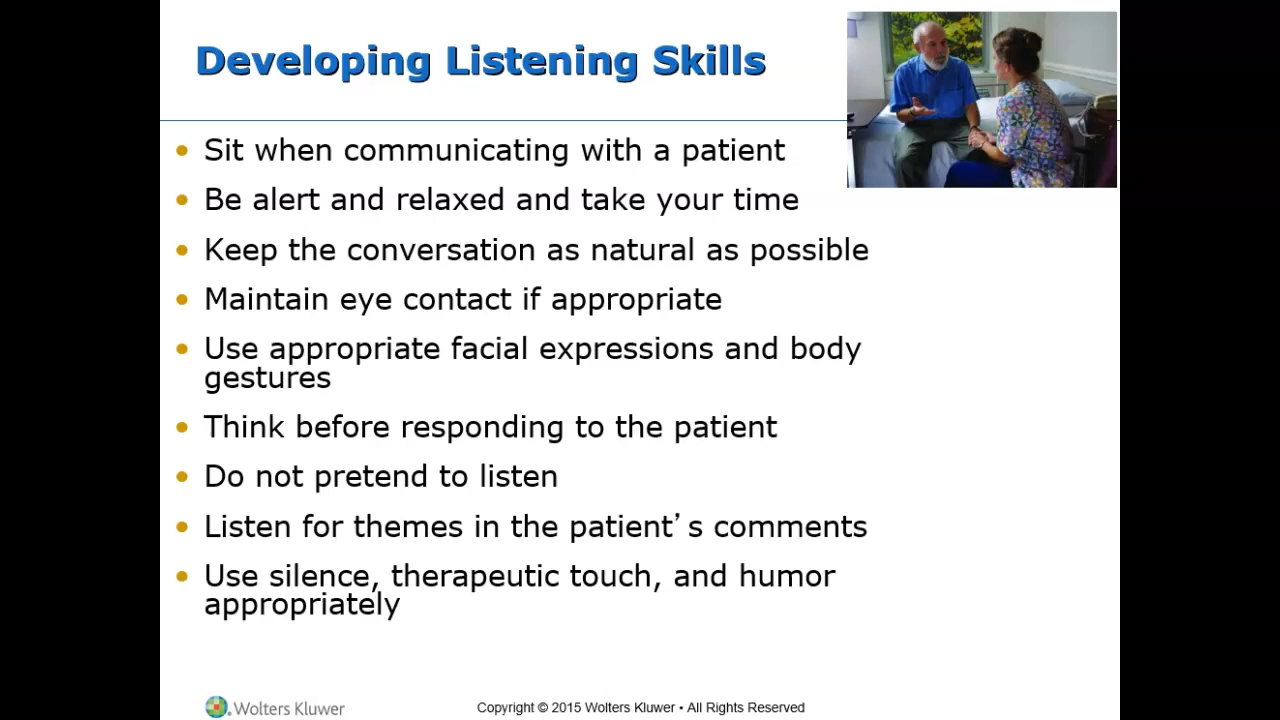 Developing Listening Skills
• Sit when communicating with a patient
• Be alert and relaxed and take your time
• Keep the conversation as natural as possible
• Maintain eye contact if appropriate
• Use appropriate facial expressions and body
gestures
• Think before responding to the patient
• Do not pretend to listen
• Listen for themes in the patient’s comments
• Use silence, therapeutic touch, and humor
appropriately
Wolters Kluwer
Copyright © 2015 Wolters Kluwer • All Rights Reserved